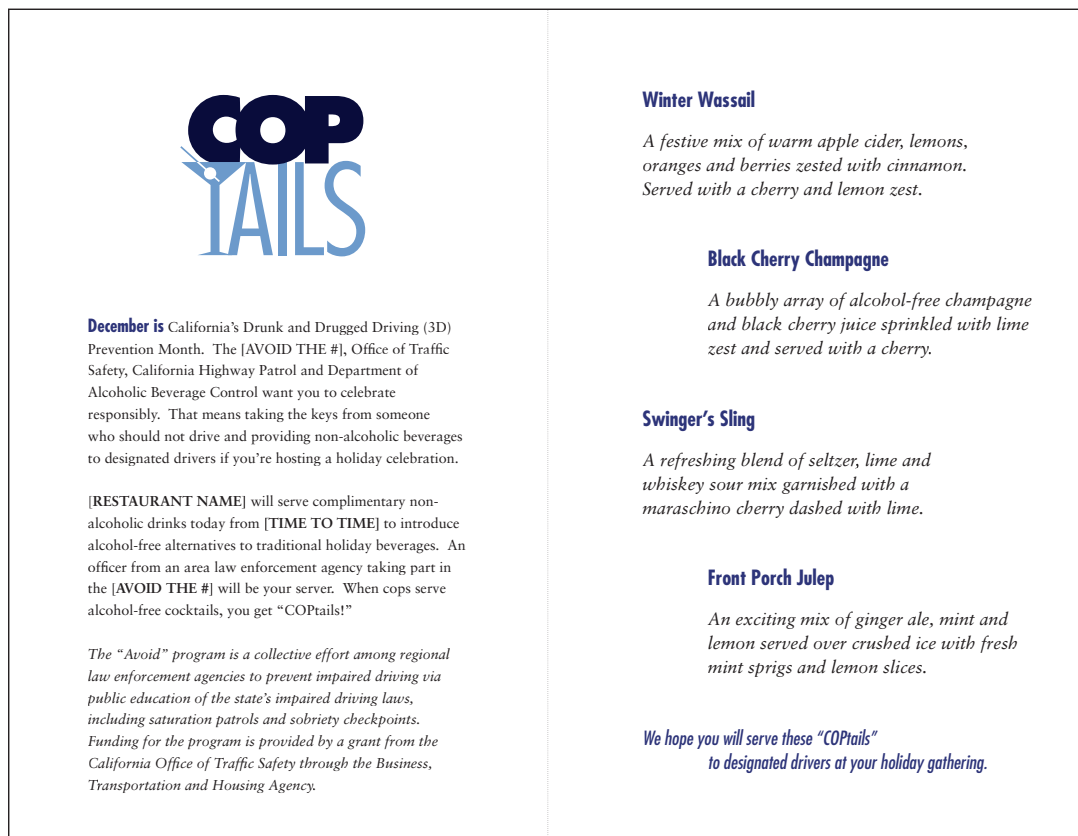 COP
TAILS
December is California’s Drunk and Drugged Driving (3D)
Prevention Month.  The [AVOID THE #], Office of Traffic
Safety, California Highway Patrol and Department of
Alcoholic Beverage Control want you to celebrate
responsibly.  That means taking the keys from someone
who should not drive and providing non-alcoholic beverages
to designated drivers if you’re hosting a holiday celebration.
[RESTAURANT NAME] will serve complimentary non-
alcoholic drinks today from [TIME TO TIME] to introduce
alcohol-free alternatives to traditional holiday beverages.  An
officer from an area law enforcement agency taking part in
the [AVOID THE #] will be your server.  When cops serve
alcohol-free cocktails, you get “COPtails!”
The “Avoid” program is a collective effort among regional
law enforcement agencies to prevent impaired driving via
public education of the state’s impaired driving laws,
including saturation patrols and sobriety checkpoints.
Funding for the program is provided by a grant from the
California Office of Traffic Safety through the Business,
Transportation and Housing Agency.
Winter Wassail
A festive mix of warm apple cider, lemons,
oranges and berries zested with cinnamon.
Served with a cherry and lemon zest.
Black Cherry Champagne
A bubbly array of alcohol-free champagne
and black cherry juice sprinkled with lime
zest and served with a cherry.
Swinger’s Sling
A refreshing blend of seltzer, lime and
whiskey sour mix garnished with a
maraschino cherry dashed with lime.
Front Porch Julep
An exciting mix of ginger ale, mint and
lemon served over crushed ice with fresh
mint sprigs and lemon slices.
We hope you will serve these “COPtails”
to designated drivers at your holiday gathering.